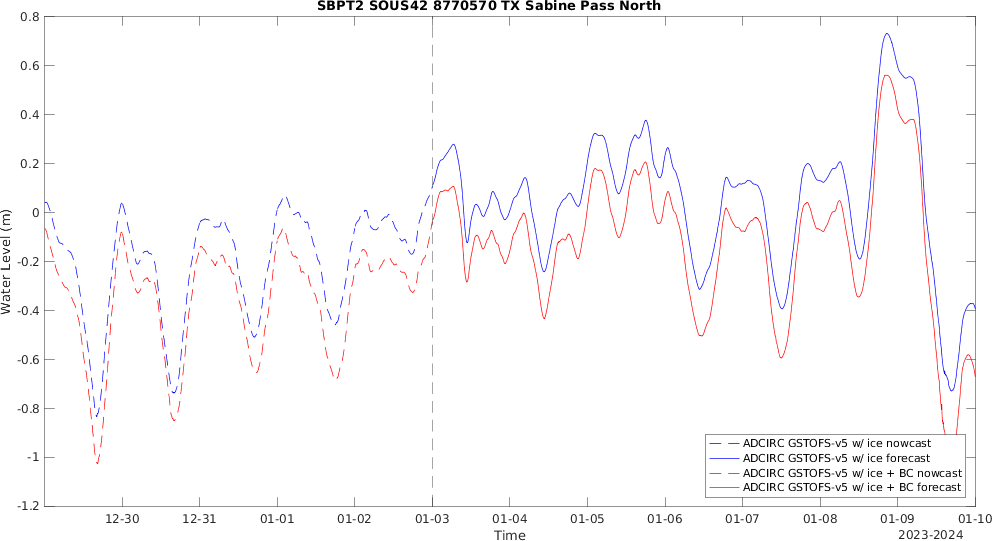 SBPT2 SOUS42 8770570 TX Sabine Pass North
0.8
0.6
0.4
0.2
0
-0.2
-0.4
-0.6
-0.8
-1
-1.2
Water Level (m)
ADCIRC GSTOFS-v5 w/ ice nowcast
ADCIRC GSTOFS-v5 w/ ice forecast
ADCIRC GSTOFS-v5 w/ ice + BC nowcast
ADCIRC GSTOFS-v5 w/ ice + BC forecast
12-30 12-31 01-01 01-02 01-03 01-04 01-05 01-06 01-07 01-08 01-09 01-10
Time
2023-2024